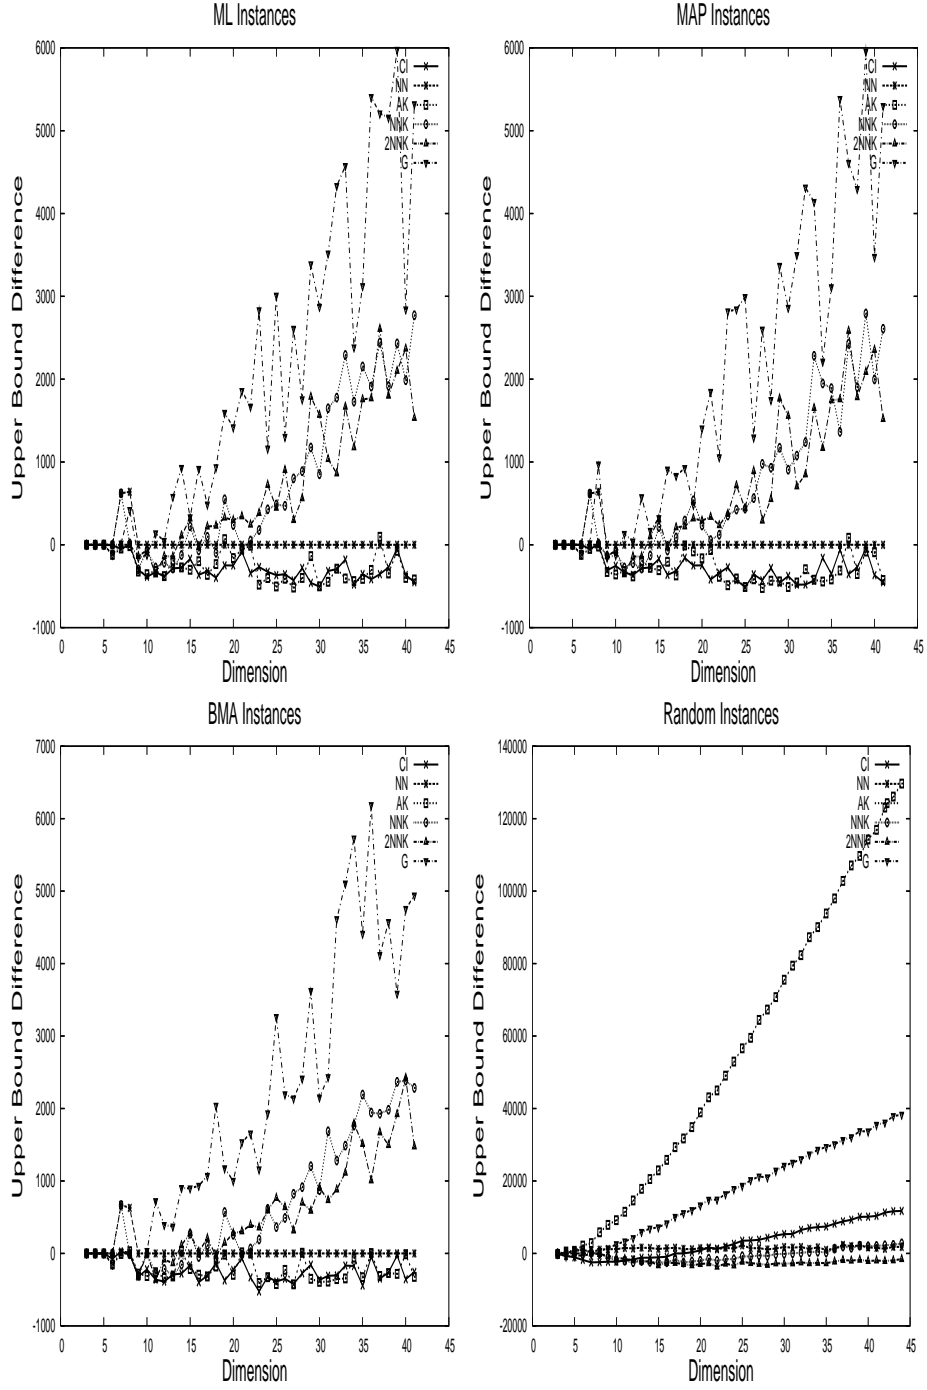 ML Instances
6000
5000
4000
3000
2000
1000
0
-1000
Upper Bound Difference
CI
NN
AK
NNK
2NNK
G
0 5 10 15 20 25 30 35 40 45
Dimension
MAP Instances
6000
5000
4000
3000
2000
1000
0
-1000
Upper Bound Difference
CI
NN
AK
NNK
2NNK
G
0 5 10 15 20 25 30 35 40 45
Dimension
BMA Instances
7000
6000
5000
4000
3000
2000
1000
0
-1000
Upper Bound Difference
CI
NN
AK
NNK
2NNK
G
0 5 10 15 20 25 30 35 40 45
Dimension
Random Instances
140000
120000
100000
80000
60000
40000
20000
0
-20000
Upper Bound Difference
CI
NN
AK
NNK
2NNK
G
0 5 10 15 20 25 30 35 40 45
Dimension